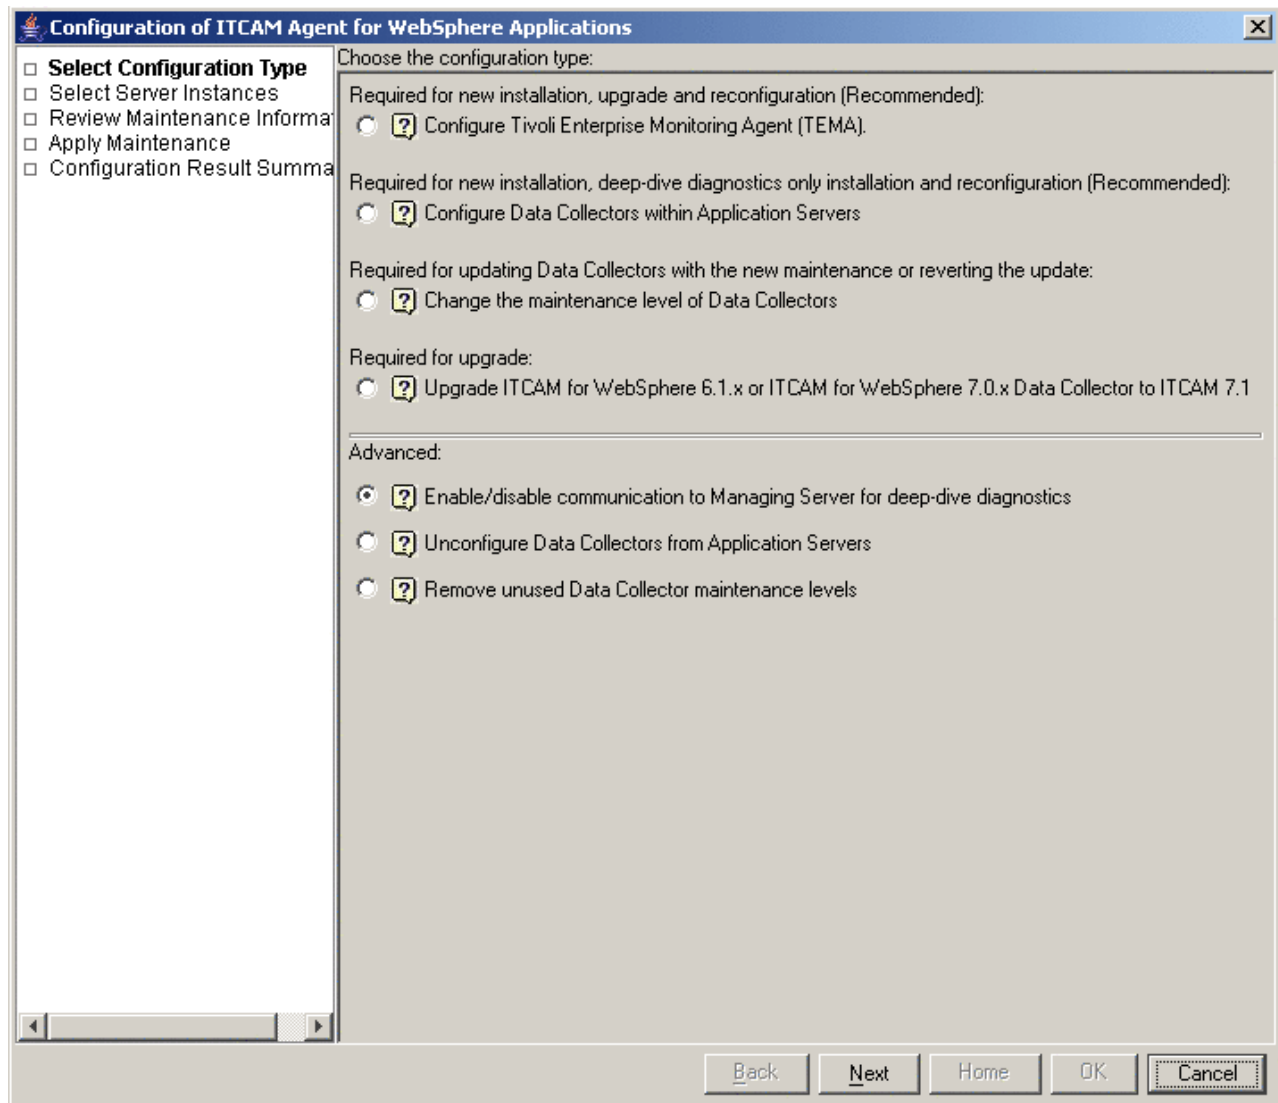 Configuration of ITCAM Agent for WebSphere Applications
Select Configuration Type
Select Server Instances
Review Maintenance Informa
Apply Maintenance
Configuration Result Summa
Choose the configuration type:
Required for new installation, upgrade and reconfiguration (Recommended):
Configure Tivoli Enterprise Monitoring Agent (TEMA).
Required for new installation, deep-dive diagnostics only installation and reconfiguration (Recommended):
Configure Data Collectors within Application Servers
Required for updating Data Collectors with the new maintenance or reverting the update:
Change the maintenance level of Data Collectors
Required for upgrade:
Upgrade ITCAM for WebSphere 6.1.x or ITCAM for WebSphere 7.0.x Data Collector to ITCAM 7.1
Advanced:
Enable/disable communication to Managing Server for deep-dive diagnostics
Unconfigure Data Collectors from Application Servers
Remove unused Data Collector maintenance levels
Back Next Home OK Cancel